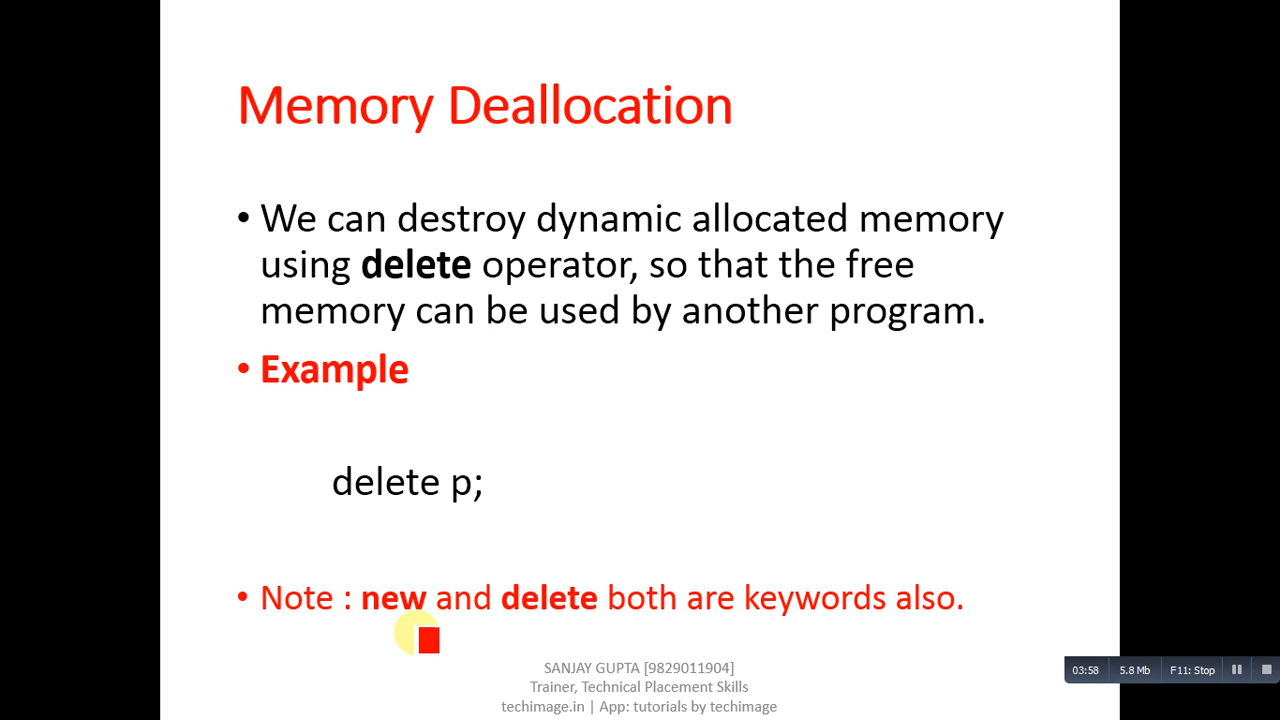 Memory Deallocation
• We can destroy dynamic allocated memory
using delete operator, so that the free
memory can be used by another program.
• Example
delete p;
• Note : new and delete both are keywords also.
SANJAY GUPTA [9829011904]
Trainer, Technical Placement Skills
techimage.in | App: tutorials by techimage
03:58 5.8 Mb F11: Stop